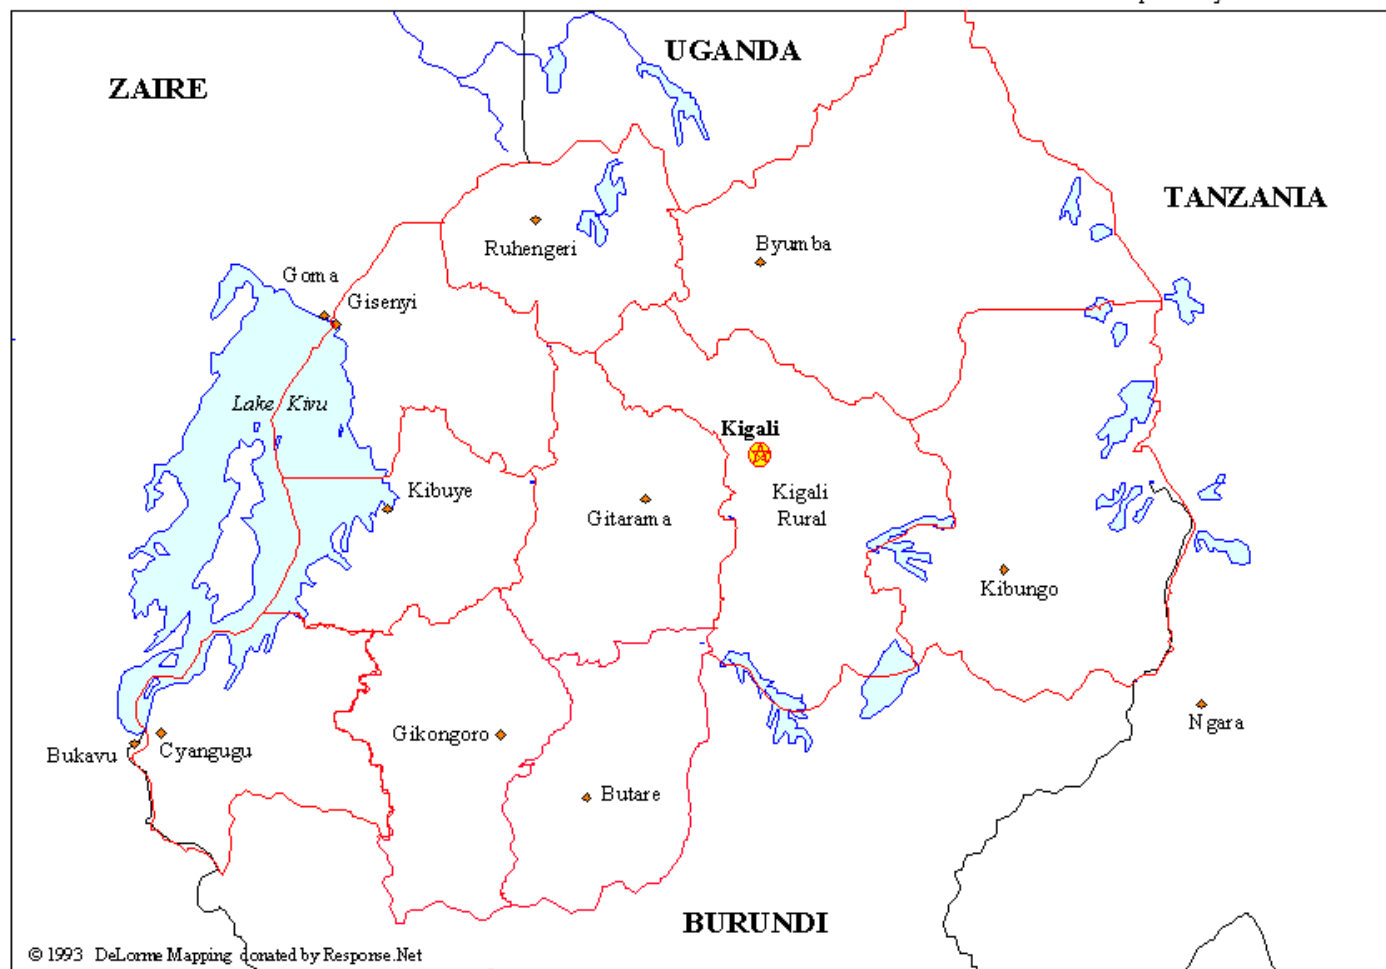 UGANDA
ZAIRE
TANZANIA
Ruhengeri
Byumba
Goma
Gisenyi
Lake Kivu
Kigali
Kibuye
Kigali
Rural
Gitarama
Kibungo
Ngara
Gikongoro
Bukavu
Cyangugu
Butare
BURUNDI
© 1993 DeLorme Mapping donated by Response.Net